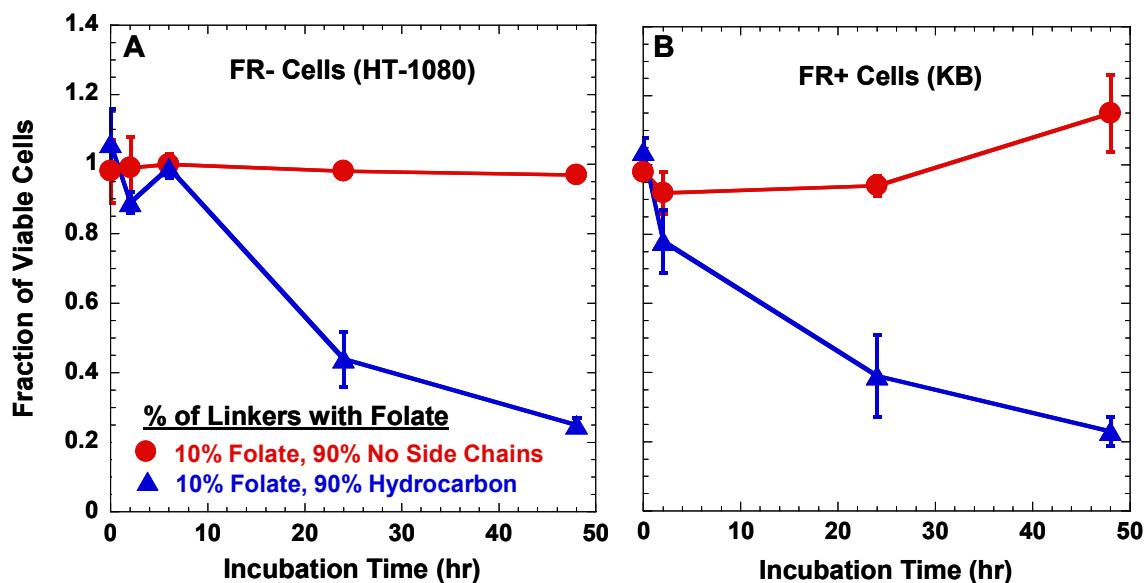 A
FR- Cells (HT-1080)
Fraction of Viable Cells
1.4
1.2
1
0.8
0.6
0.4
0.2
0
% of Linkers with Folate
10% Folate, 90% No Side Chains
10% Folate, 90% Hydrocarbon
0 10 20 30 40 50
Incubation Time (hr)
B
FR+ Cells (KB)
0 10 20 30 40 50
Incubation Time (hr)